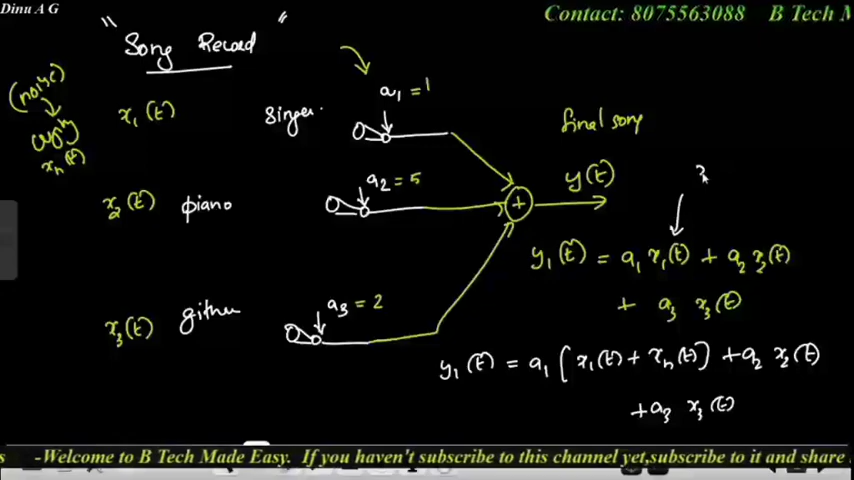 Dinu A G
Contact: 8075563088 B Tech M
" Song Record "
(noise)
xₙ(t)
x₁(t) singer
a₁ = 1
final song
y(t)
x₂(t) piano
a₂ = 5
+
y₁(t) = a₁ x₁(t) + a₂ x₂(t)
+ a₃ x₃(t)
x₃(t)
a₃ = 2
y₁(t) = a₁ [x₁(t) + xₙ(t)] + a₂ x₂(t)
+a₃ x₃(t)
s -Welcome to B Tech Made Easy. If you haven't subscribe to this channel yet,subscribe to it and share